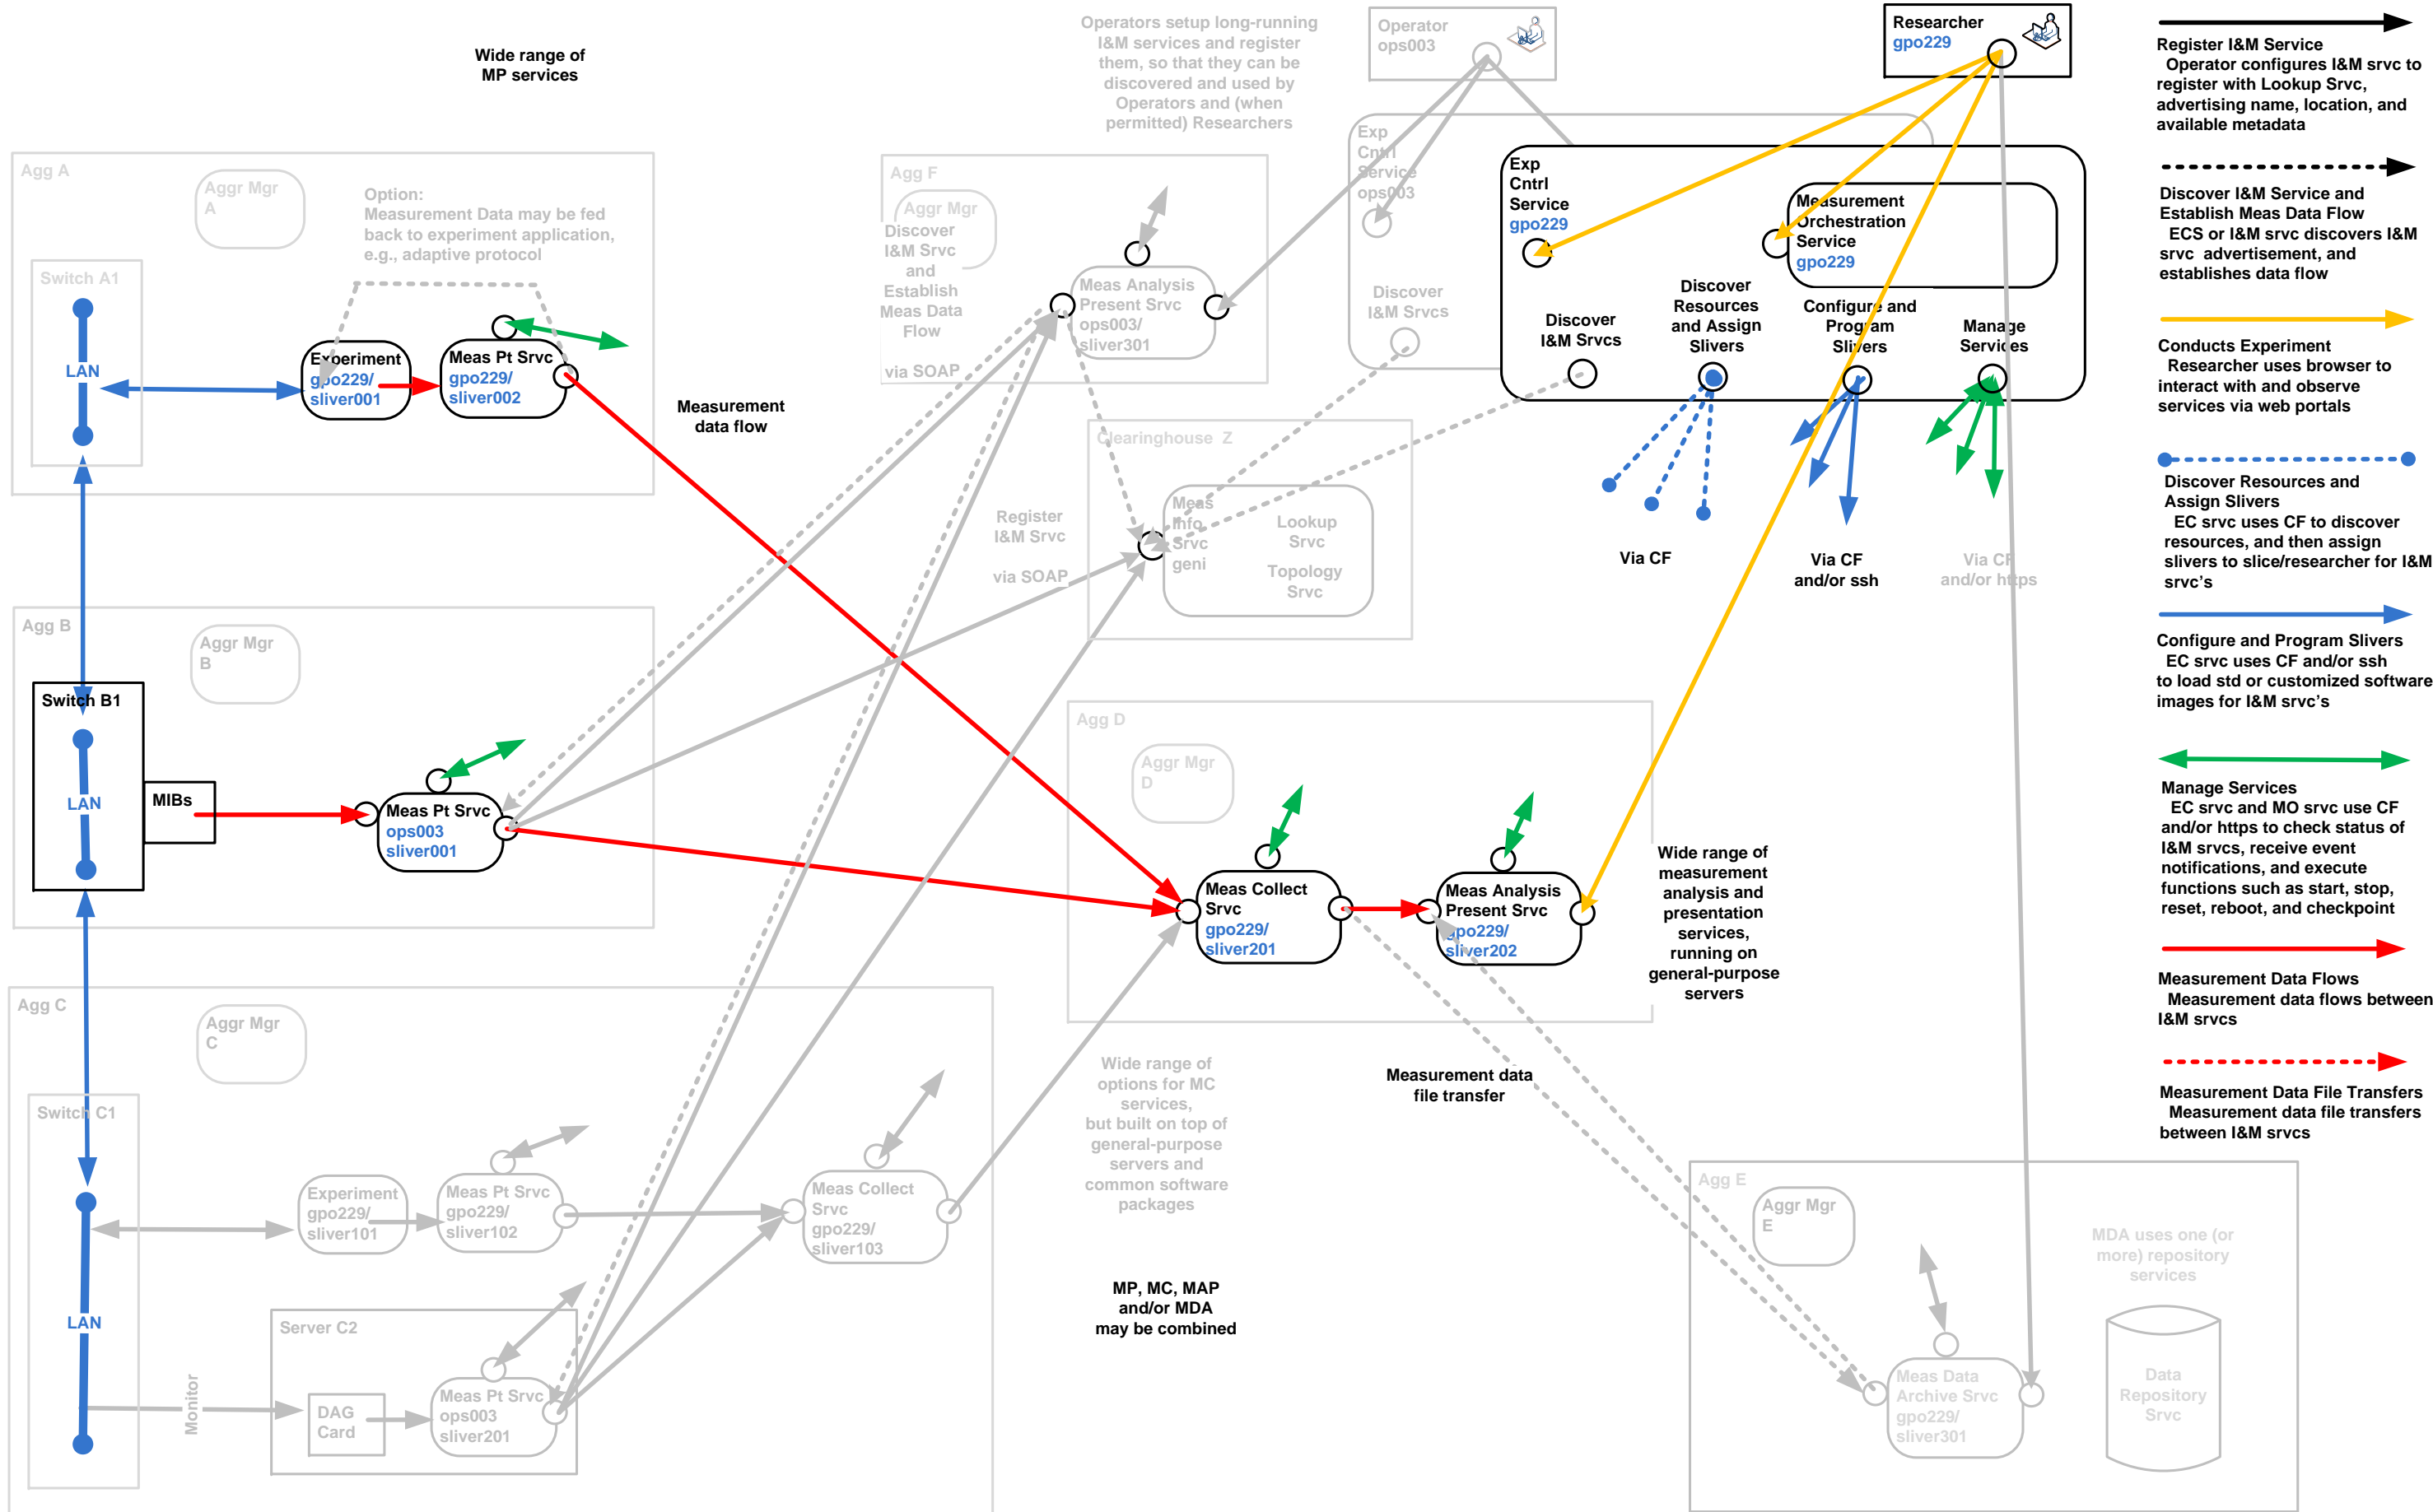 Wide range of
MP services
Operators setup long-running
I&M services and register
them, so that they can be
discovered and used by
Operators and (when
permitted) Researchers
Operator
ops003
Researcher
gpo229
Agg A
Aggr Mgr
A
Option:
Measurement Data may be fed
back to experiment application,
e.g., adaptive protocol
Switch A1
LAN
Experiment
gpo229/
sliver001
Meas Pt Srvc
gpo229/
sliver002
Measurement
data flow
Agg F
Aggr Mgr
Discover
I&M Srvc
and
Establish
Meas Data
Flow
via SOAP
Meas Analysis
Present Srvc
ops003/
sliver301
Exp
Cntrl
Service
ops003
Discover
I&M Srvcs
Exp
Cntrl
Service
gpo229
Measurement
Orchestration
Service
gpo229
Discover
I&M Srvcs
Discover
Resources
and Assign
Slivers
Configure and
Program
Slivers
Manage
Services
Via CF
Via CF
and/or ssh
Via CF
and/or https
Clearinghouse Z
Meas
Info
Srvc
geni
Lookup
Srvc
Topology
Srvc
Register
I&M Srvc
via SOAP
Agg B
Aggr Mgr
B
Switch B1
LAN
MIBs
Meas Pt Srvc
ops003
sliver001
Agg D
Aggr Mgr
D
Meas Collect
Srvc
gpo229/
sliver201
Meas Analysis
Present Srvc
gpo229/
sliver202
Wide range of
measurement
analysis and
presentation
services,
running on
general-purpose
servers
Agg C
Aggr Mgr
C
Switch C1
LAN
Experiment
gpo229/
sliver101
Meas Pt Srvc
gpo229/
sliver102
Meas Collect
Srvc
gpo229/
sliver103
Monitor
Server C2
DAG
Card
Meas Pt Srvc
ops003
sliver201
Wide range of
options for MC
services,
but built on top of
general-purpose
servers and
common software
packages
Measurement data
file transfer
MP, MC, MAP
and/or MDA
may be combined
Agg E
Aggr Mgr
E
MDA uses one (or
more) repository
services
Meas Data
Archive Srvc
gpo229/
sliver301
Data
Repository
Srvc
Register I&M Service
Operator configures I&M srvc to
register with Lookup Srvc,
advertising name, location, and
available metadata
Discover I&M Service and
Establish Meas Data Flow
ECS or I&M srvc discovers I&M
srvc advertisement, and
establishes data flow
Conducts Experiment
Researcher uses browser to
interact with and observe
services via web portals
Discover Resources and
Assign Slivers
EC srvc uses CF to discover
resources, and then assign
slivers to slice/researcher for I&M
srvc's
Configure and Program Slivers
EC srvc uses CF and/or ssh
to load std or customized software
images for I&M srvc's
Manage Services
EC srvc and MO srvc use CF
and/or https to check status of
I&M srvcs, receive event
notifications, and execute
functions such as start, stop,
reset, reboot, and checkpoint
Measurement Data Flows
Measurement data flows between
I&M srvcs
Measurement Data File Transfers
Measurement data file transfers
between I&M srvcs